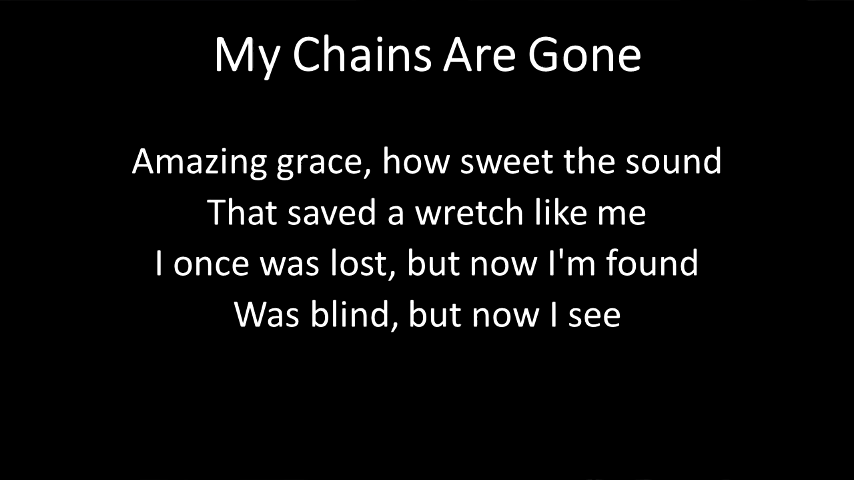 My Chains Are Gone
Amazing grace, how sweet the sound
That saved a wretch like me
I once was lost, but now I'm found
Was blind, but now I see